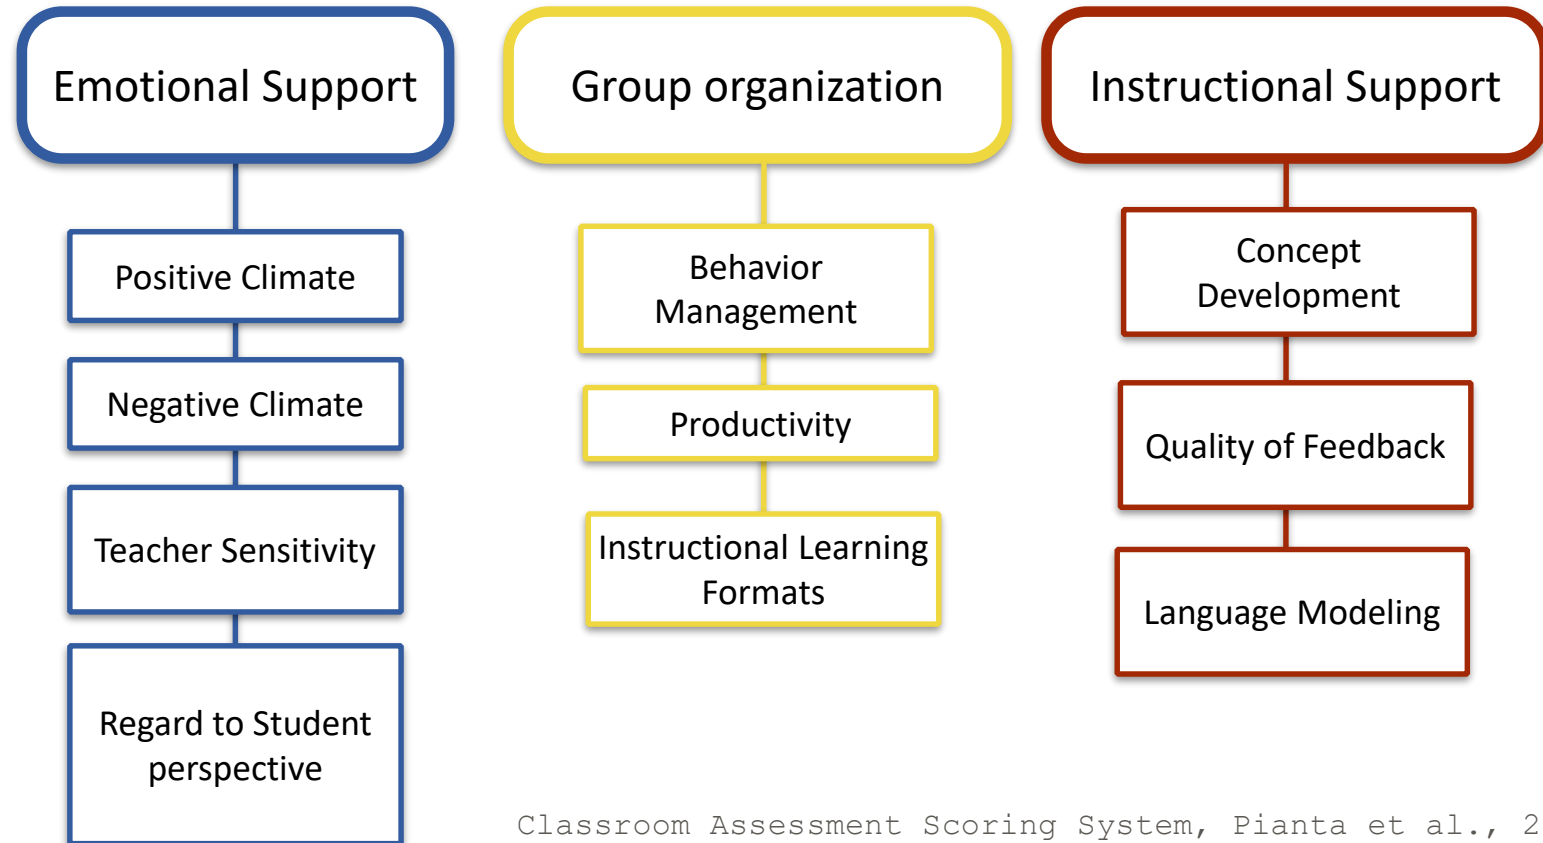 Emotional Support
Positive Climate
Negative Climate
Teacher Sensitivity
Regard to Student
perspective
Group organization
Behavior
Management
Productivity
Instructional Learning
Formats
Instructional Support
Concept
Development
Quality of Feedback
Language Modeling
Classroom Assessment Scoring System, Pianta et al., 2